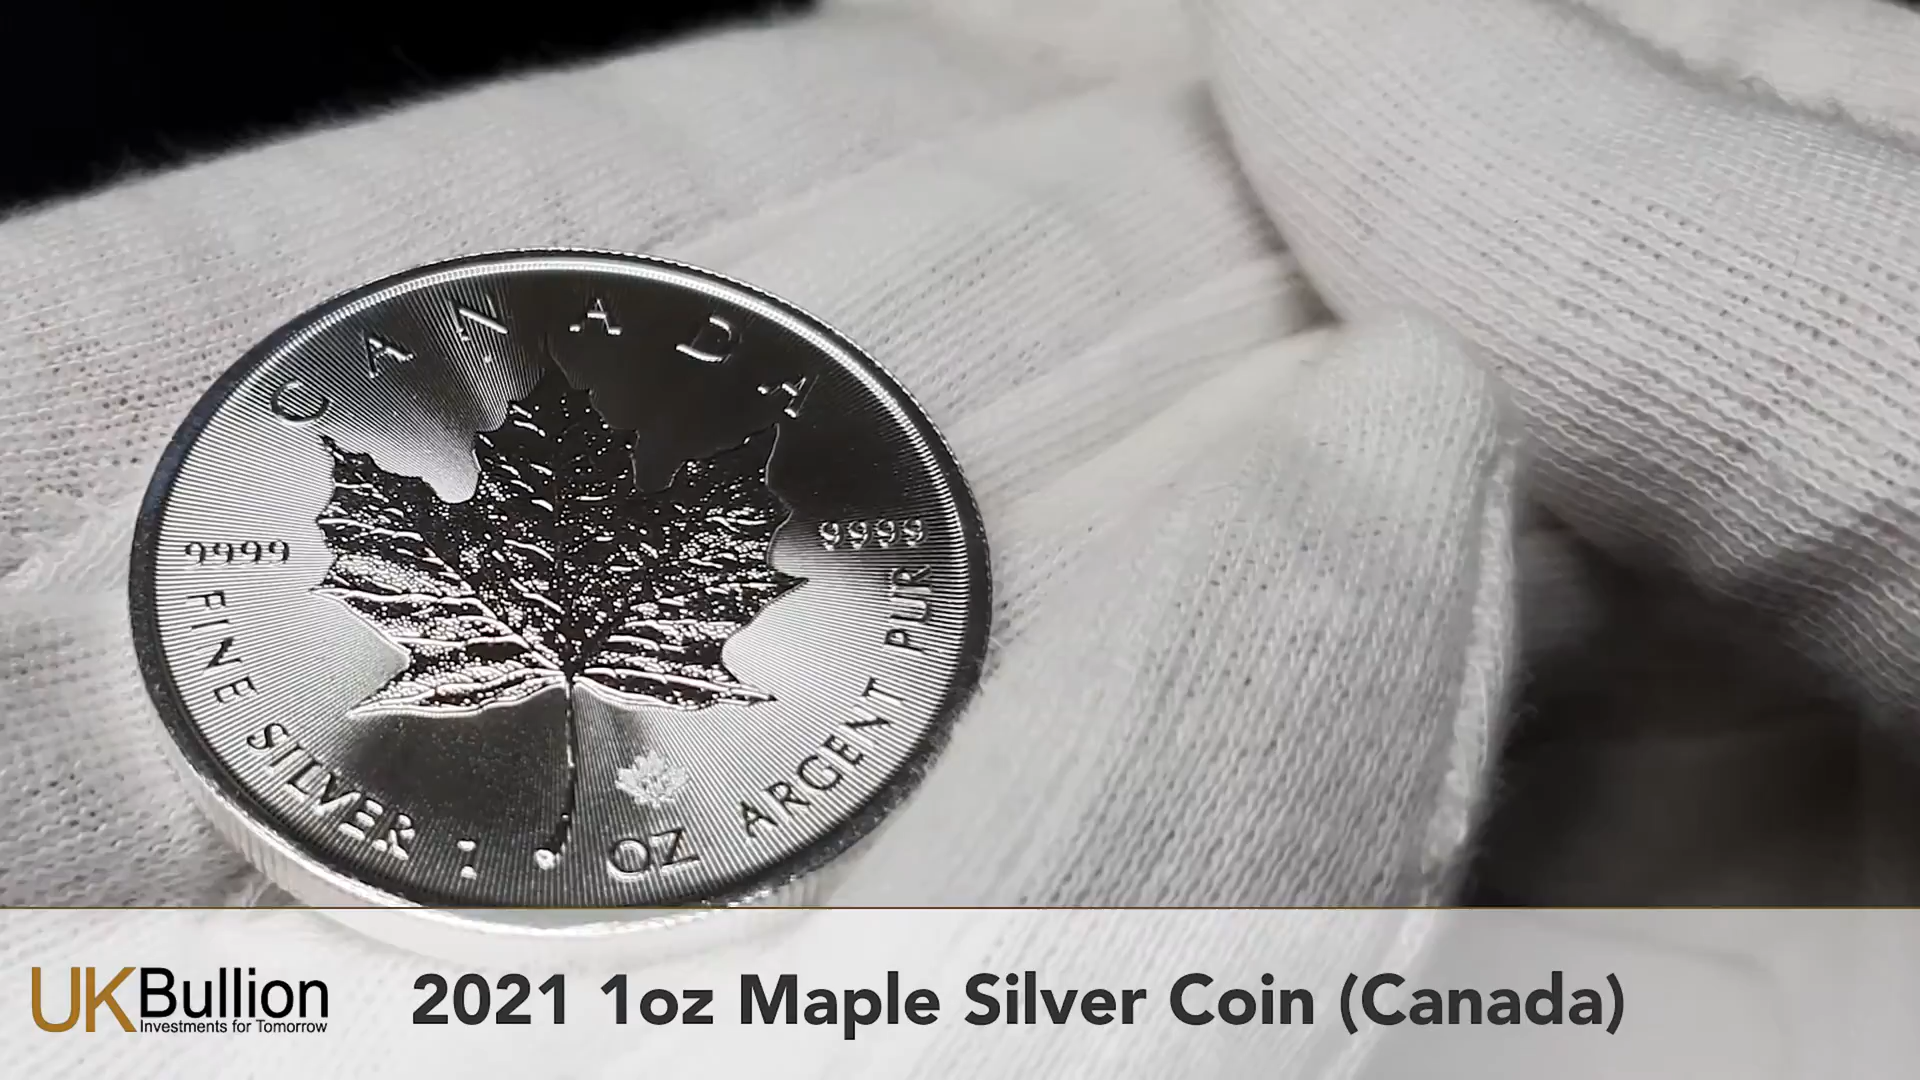 CANADA
9999
9999
FINE SILVER 1 OZ ARGENT PUR
UKBullion
Investments for Tomorrow
2021 1oz Maple Silver Coin (Canada)